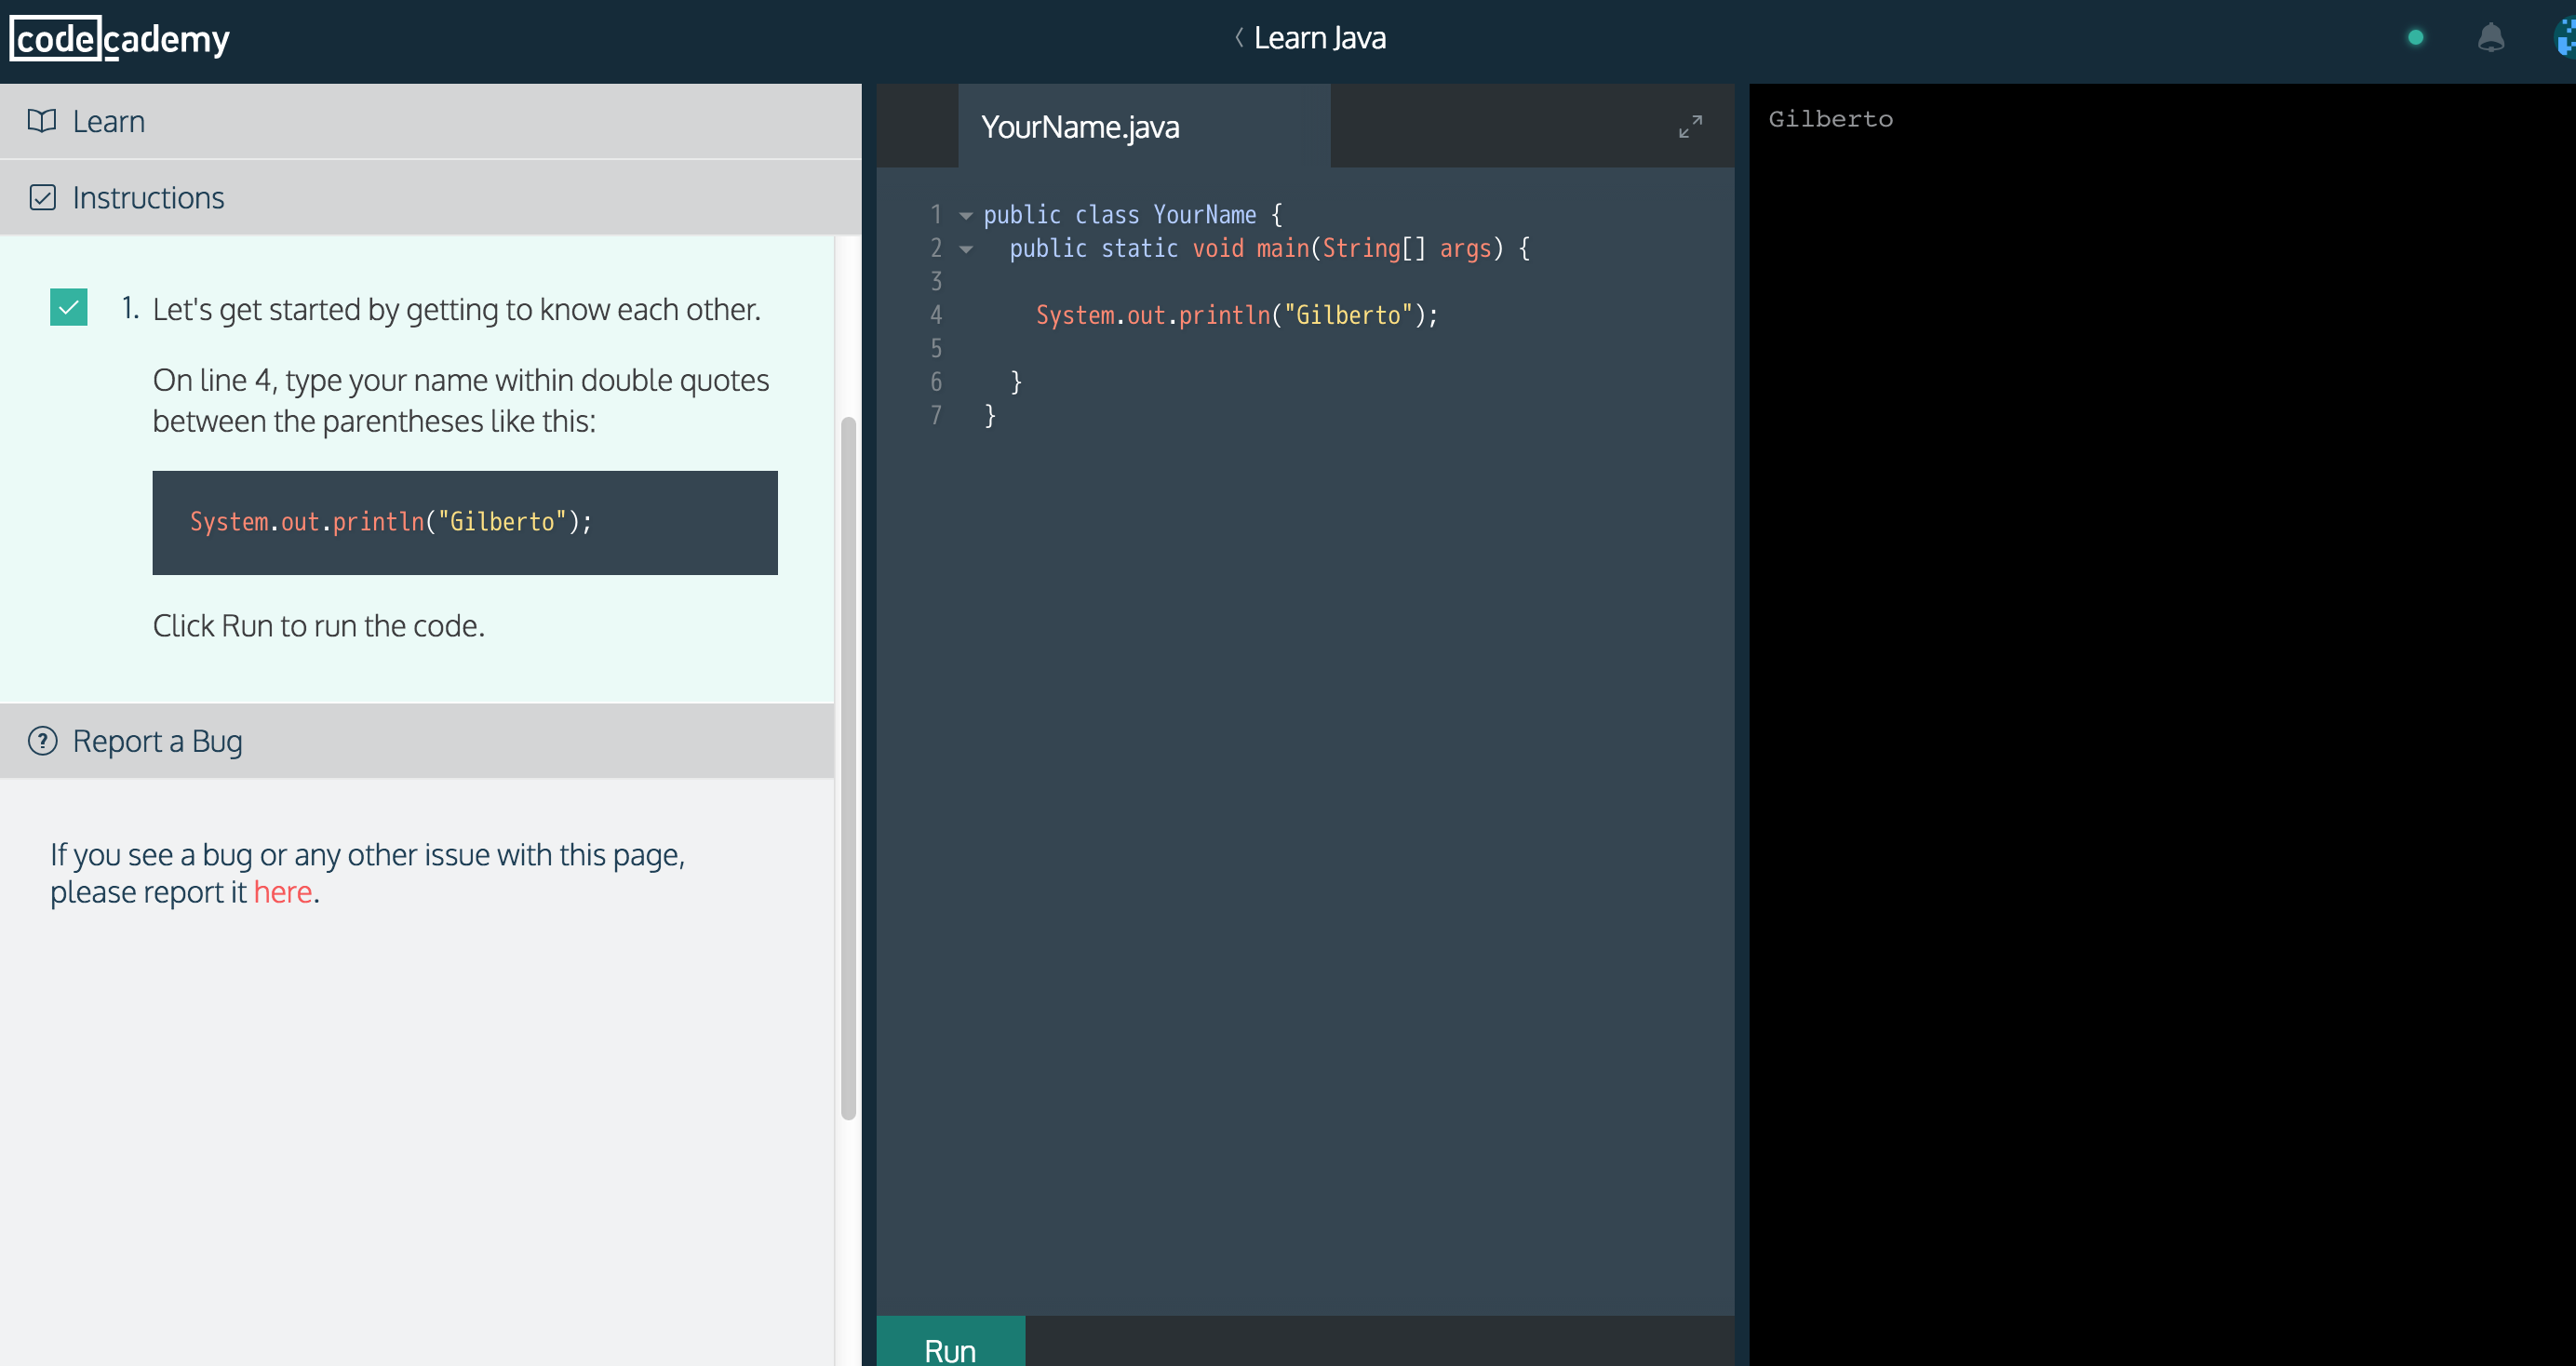 codecademy
Learn Java
Learn
Instructions
1. Let's get started by getting to know each other.
On line 4, type your name within double quotes
between the parentheses like this:
System.out.println("Gilberto");
Click Run to run the code.
Report a Bug
If you see a bug or any other issue with this page,
please report it here.
YourName.java
1 public class YourName {
2 public static void main(String[] args) {
3
4 System.out.println("Gilberto");
5
6 }
7 }
Run
Gilberto